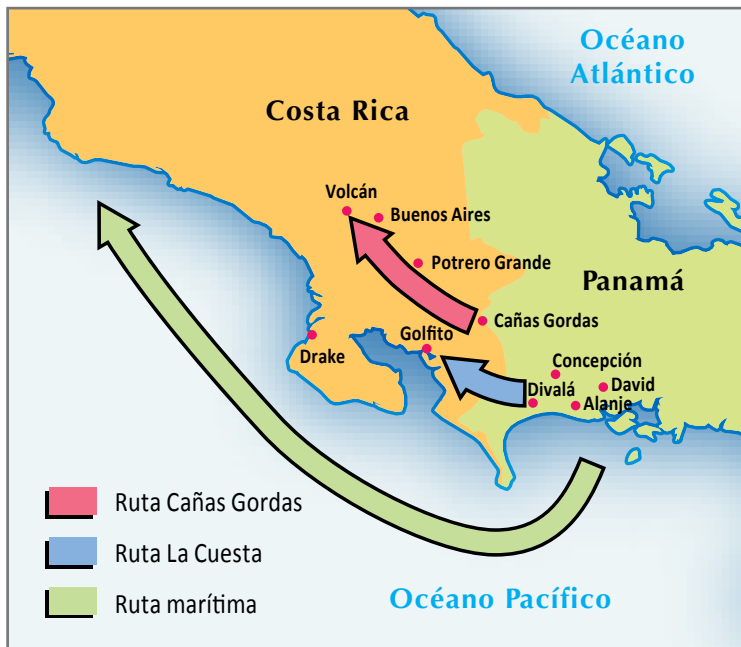 Océano
Atlántico
Costa Rica
Volcán
Buenos Aires
Potrero Grande
Panamá
Cañas Gordas
Golfito
Drake
Concepción
Divalá
David
Alanje
Ruta Cañas Gordas
Ruta La Cuesta
Ruta marítima
Océano Pacífico